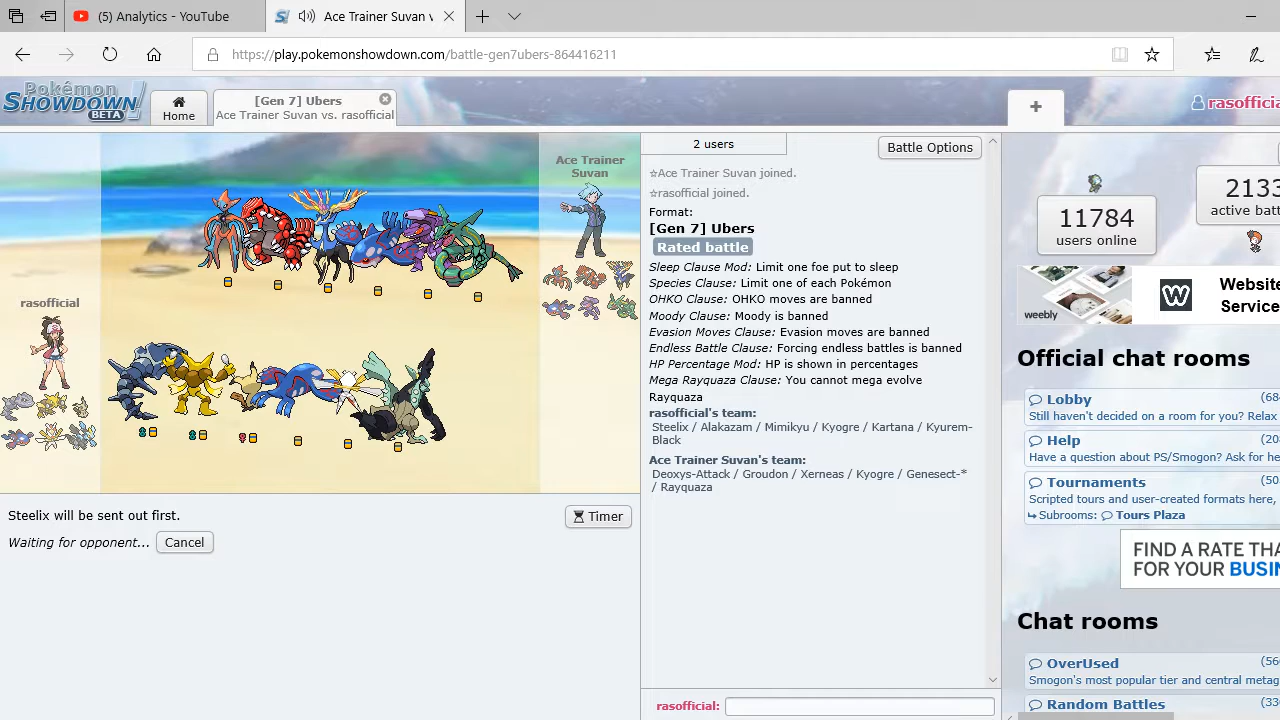 (5) Analytics - YouTube
Ace Trainer Suvan v
https://play.pokemonshowdown.com/battle-gen7ubers-864416211
Pokémon
SHOWDOWN!
BETA
Home
[Gen 7] Ubers
Ace Trainer Suvan vs. rasofficial
rasofficia
Ace Trainer
Suvan
rasofficial
2 users
Battle Options
☆Ace Trainer Suvan joined.
☆rasofficial joined.
Format:
[Gen 7] Ubers
Rated battle
Sleep Clause Mod: Limit one foe put to sleep
Species Clause: Limit one of each Pokémon
OHKO Clause: OHKO moves are banned
Moody Clause: Moody is banned
Evasion Moves Clause: Evasion moves are banned
Endless Battle Clause: Forcing endless battles is banned
HP Percentage Mod: HP is shown in percentages
Mega Rayquaza Clause: You cannot mega evolve
Rayquaza
rasofficial's team:
Steelix / Alakazam / Mimikyu / Kyogre / Kartana / Kyurem-
Black
Ace Trainer Suvan's team:
Deoxys-Attack / Groudon / Xerneas / Kyogre / Genesect-*
/ Rayquaza
Steelix will be sent out first.
Timer
Waiting for opponent... Cancel
rasofficial:
11784
users online
2133
active batt
weebly
W
Website
Service
Official chat rooms
Lobby (684
Still haven't decided on a room for you? Relax
Help (208
Have a question about PS/Smogon? Ask for he
Tournaments (503
Scripted tours and user-created formats here,
↳ Subrooms: Tours Plaza
FIND A RATE THA
FOR YOUR BUSIN
Chat rooms
OverUsed (566
Smogon's most popular tier and central metag
Random Battles (33